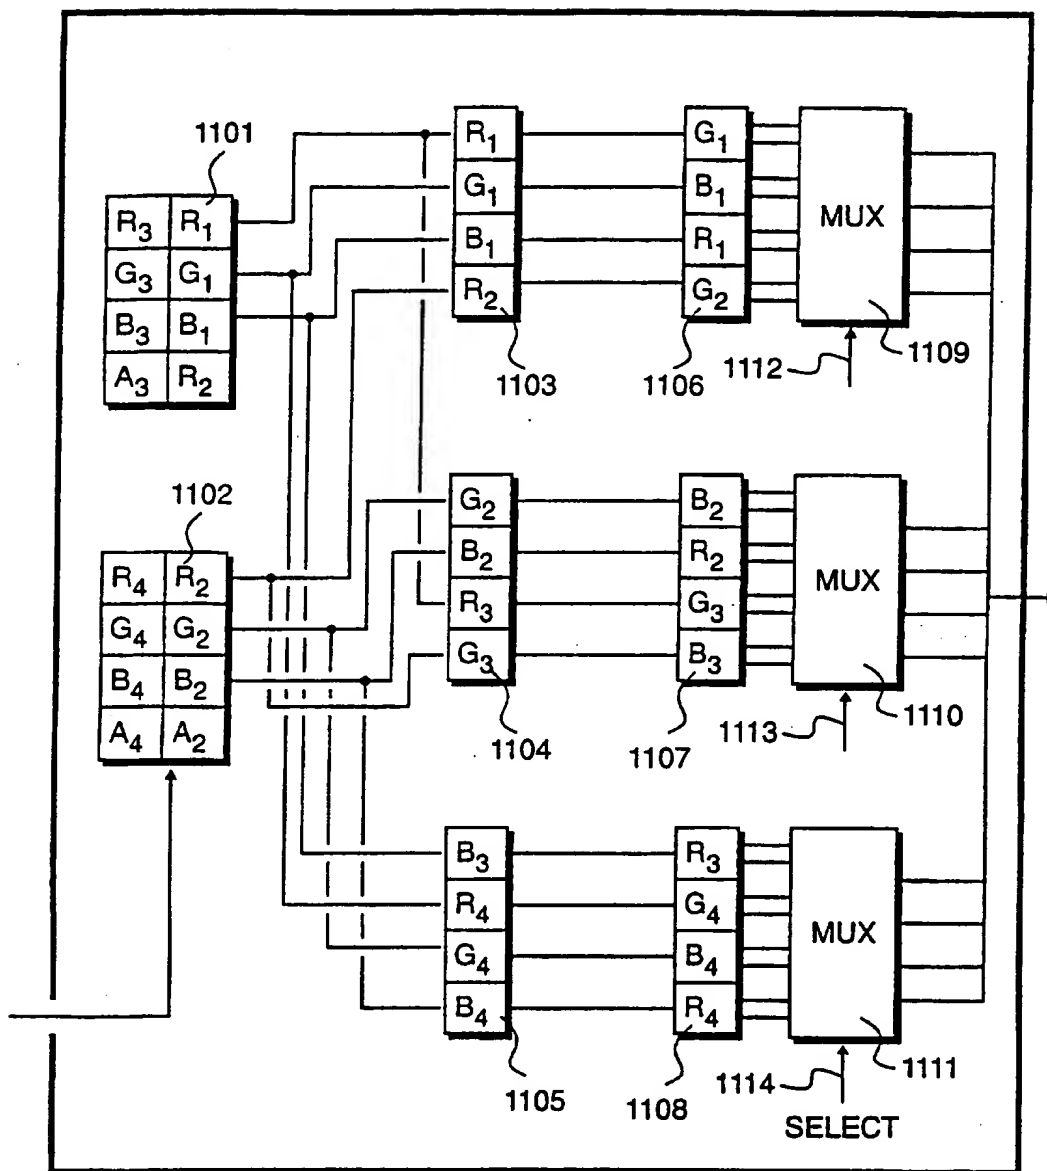 1101
R₃ R₁
G₃ G₁
B₃ B₁
A₃ R₂
1102
R₄ R₂
G₄ G₂
B₄ B₂
A₄ A₂
R₁
G₁
B₁
R₂
1103
G₁
B₁
R₁
G₂
1106
MUX
1109
1112
G₂
B₂
R₃
G₃
1104
B₂
R₂
G₃
B₃
1107
MUX
1110
1113
B₃
R₄
G₄
B₄
1105
R₃
G₄
B₄
R₄
1108
MUX
1111
1114
SELECT